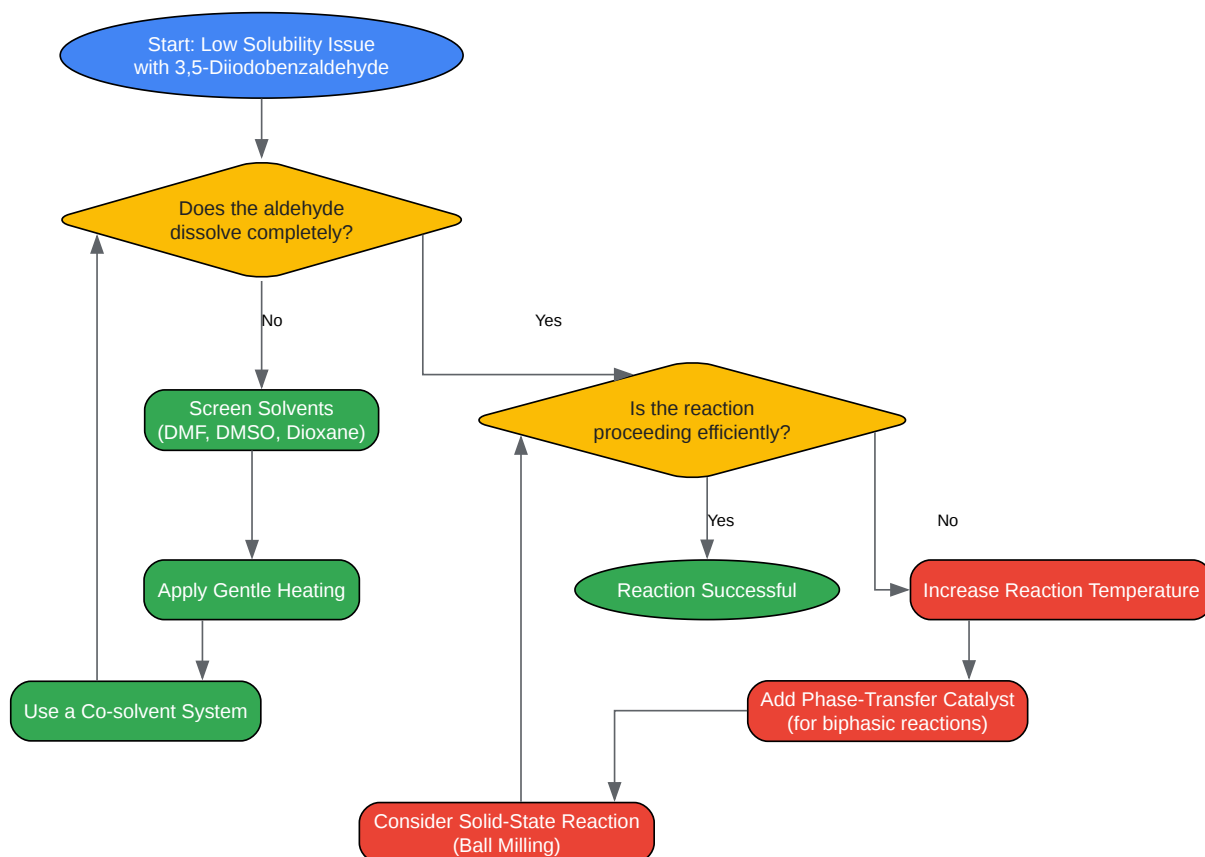 Start: Low Solubility Issue
with 3,5-Diiodobenzaldehyde
Does the aldehyde
dissolve completely?
No
Yes
Screen Solvents
(DMF, DMSO, Dioxane)
Is the reaction
proceeding efficiently?
Yes
No
Apply Gentle Heating
Reaction Successful
Increase Reaction Temperature
Use a Co-solvent System
Add Phase-Transfer Catalyst
(for biphasic reactions)
Consider Solid-State Reaction
(Ball Milling)